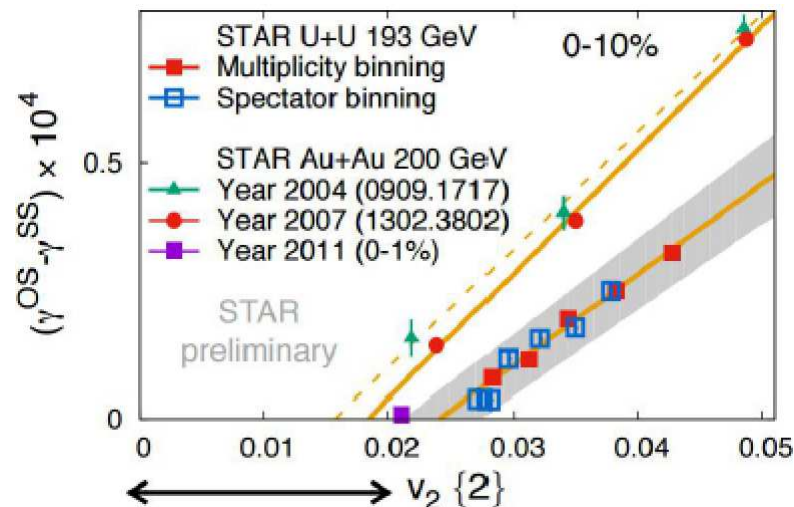 STAR U+U 193 GeV
0-10%
Multiplicity binning
Spectator binning
STAR Au+Au 200 GeV
Year 2004 (0909.1717)
Year 2007 (1302.3802)
Year 2011 (0-1%)
STAR
preliminary
(γ^OS-γ^SS) × 10^4
0.5
0
0 0.01 0.02 0.03 0.04 0.05
v_2 {2}